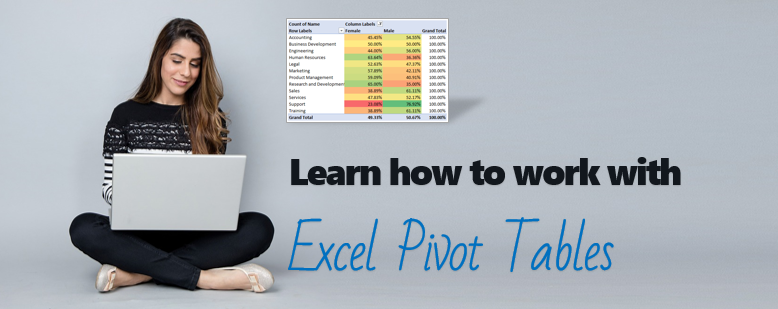 Count of Name Column Labels
Row Labels Female Male Grand Total
Accounting 45.45% 54.55% 100.00%
Business Development 50.00% 50.00% 100.00%
Engineering 44.00% 56.00% 100.00%
Human Resources 63.64% 36.36% 100.00%
Legal 52.63% 47.37% 100.00%
Marketing 57.89% 42.11% 100.00%
Product Management 59.09% 40.91% 100.00%
Research and Development 65.00% 35.00% 100.00%
Sales 38.89% 61.11% 100.00%
Services 47.83% 52.17% 100.00%
Support 23.08% 76.92% 100.00%
Training 38.89% 61.11% 100.00%
Grand Total 49.33% 50.67% 100.00%
Learn how to work with
Excel Pivot Tables